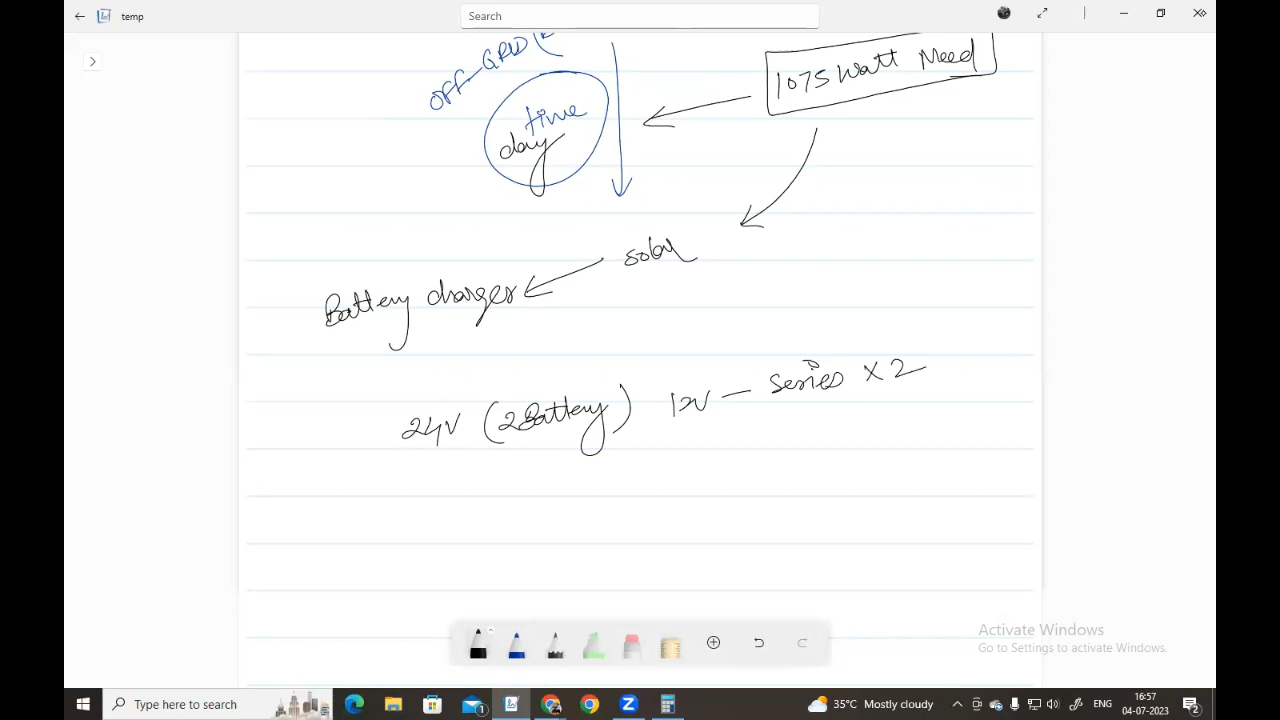 temp
Search
OFF-GRID
time
day
1075 Watt Need
solar
Battery charger
24V (2Battery) 12V — Series X 2
Activate Windows
Go to Settings to activate Windows.
Type here to search
1
35°C Mostly cloudy
ENG
16:57
04-07-2023
2